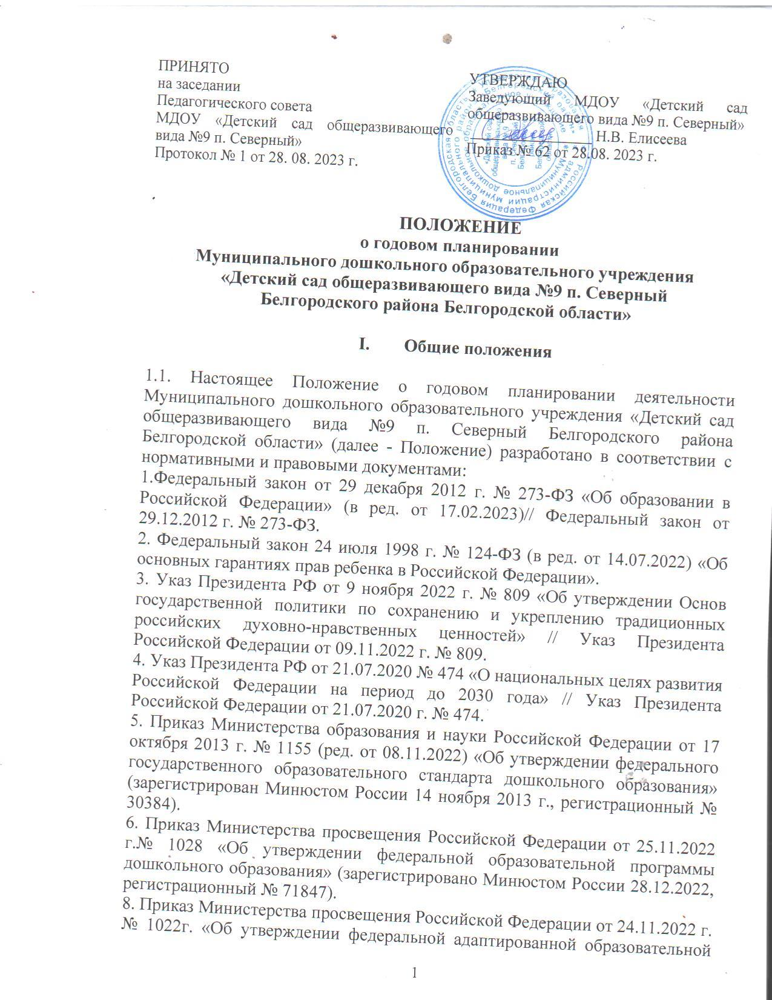 ПРИНЯТО
на заседании
Педагогического совета
МДОУ «Детский сад общеразвивающего
вида №9 п. Северный»
Протокол № 1 от 28. 08. 2023 г.
УТВЕРЖДАЮ
Заведующий МДОУ «Детский сад
общеразвивающего вида №9 п. Северный»
Н.В. Елисеева
Приказ № 62 от 28.08. 2023 г.
ПОЛОЖЕНИЕ
о годовом планировании
Муниципального дошкольного образовательного учреждения
«Детский сад общеразвивающего вида №9 п. Северный
Белгородского района Белгородской области»
I. Общие положения
1.1. Настоящее Положение о годовом планировании деятельности
Муниципального дошкольного образовательного учреждения «Детский сад
общеразвивающего вида №9 п. Северный Белгородского района
Белгородской области» (далее - Положение) разработано в соответствии с
нормативными и правовыми документами:
1.Федеральный закон от 29 декабря 2012 г. № 273-ФЗ «Об образовании в
Российской Федерации» (в ред. от 17.02.2023)// Федеральный закон от
29.12.2012 г. № 273-ФЗ.
2. Федеральный закон 24 июля 1998 г. № 124-ФЗ (в ред. от 14.07.2022) «Об
основных гарантиях прав ребенка в Российской Федерации».
3. Указ Президента РФ от 9 ноября 2022 г. № 809 «Об утверждении Основ
государственной политики по сохранению и укреплению традиционных
российских духовно-нравственных ценностей» // Указ Президента
Российской Федерации от 09.11.2022 г. № 809.
4. Указ Президента РФ от 21.07.2020 № 474 «О национальных целях развития
Российской Федерации на период до 2030 года» // Указ Президента
Российской Федерации от 21.07.2020 г. № 474.
5. Приказ Министерства образования и науки Российской Федерации от 17
октября 2013 г. № 1155 (ред. от 08.11.2022) «Об утверждении федерального
государственного образовательного стандарта дошкольного образования»
(зарегистрирован Минюстом России 14 ноября 2013 г., регистрационный №
30384).
6. Приказ Министерства просвещения Российской Федерации от 25.11.2022
г.№ 1028 «Об утверждении федеральной образовательной программы
дошкольного образования» (зарегистрировано Минюстом России 28.12.2022,
регистрационный № 71847).
8. Приказ Министерства просвещения Российской Федерации от 24.11.2022 г.
№ 1022г. «Об утверждении федеральной адаптированной образовательной
1